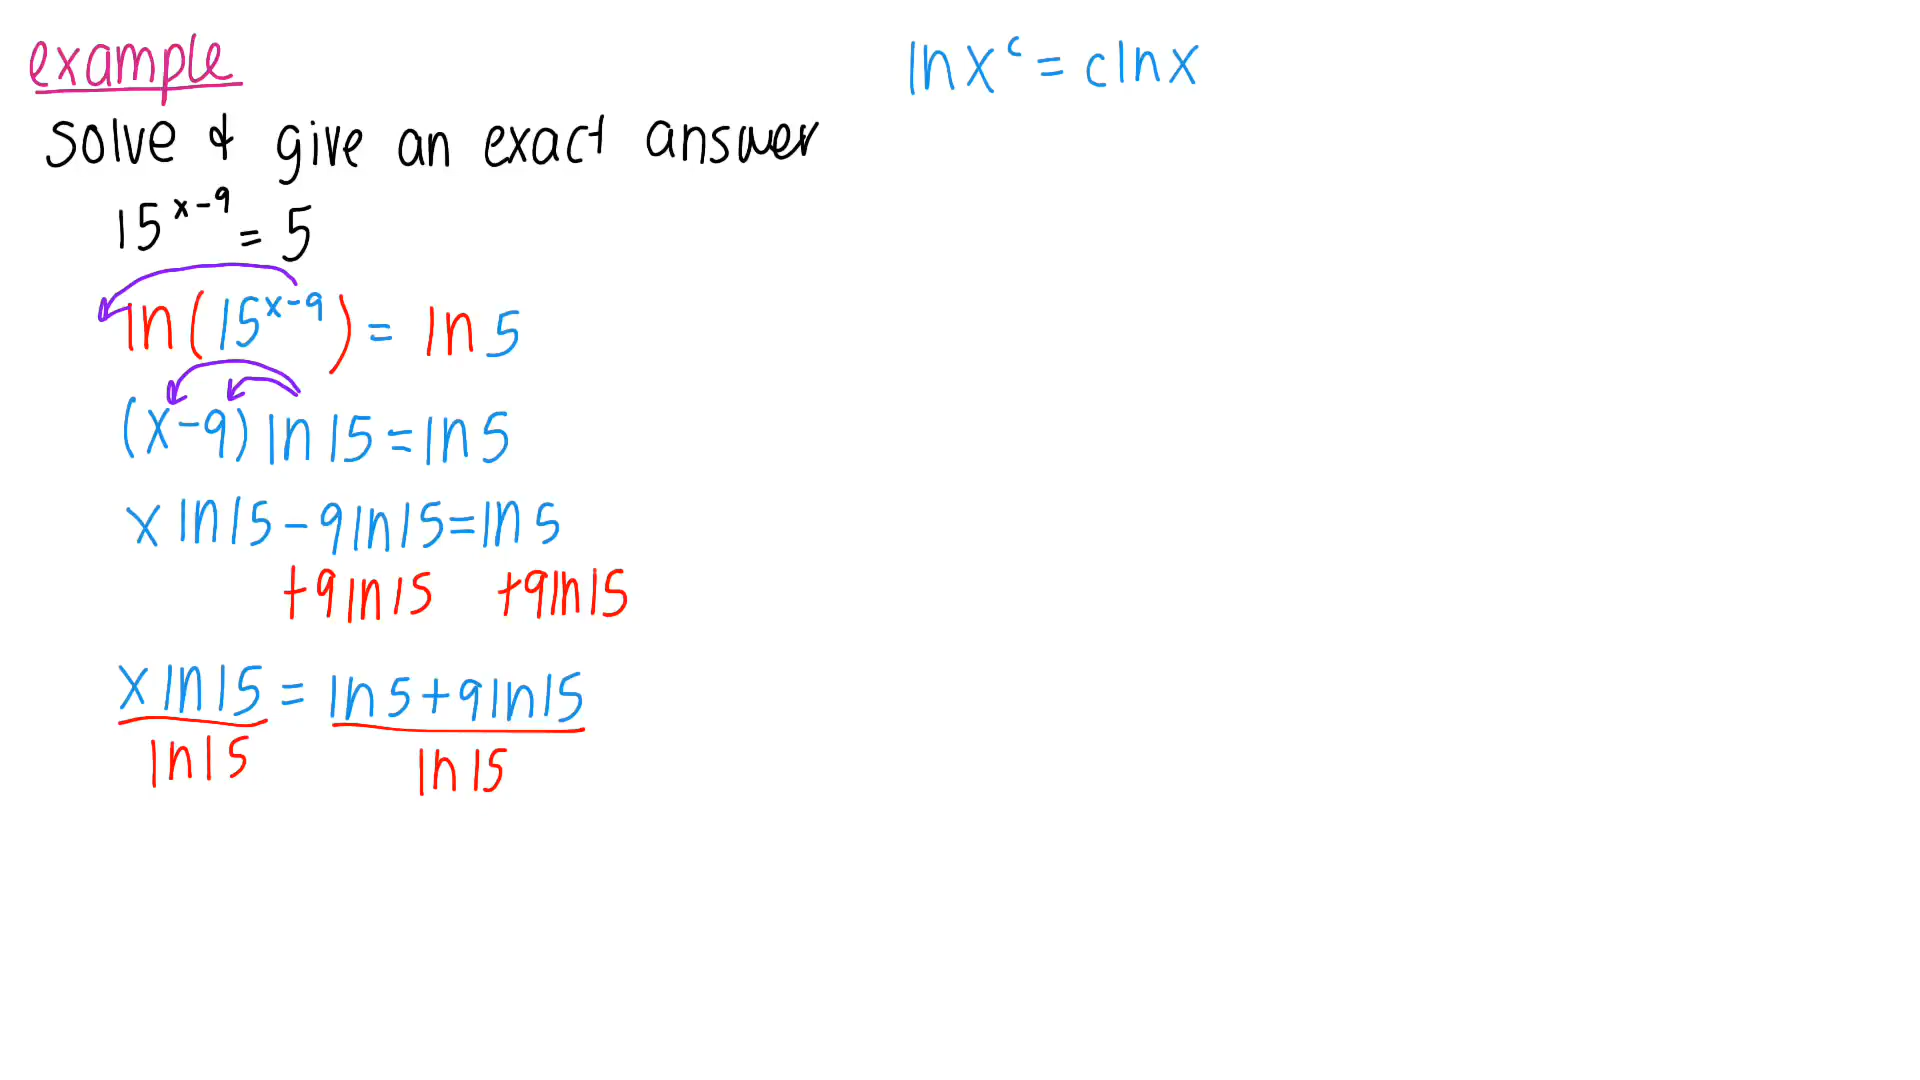 example
ln x^c = c ln x
solve & give an exact answer
15^{x-9} = 5
ln(15^{x-9}) = ln 5
(x-9) ln 15 = ln 5
x ln 15 - 9 ln 15 = ln 5
+9 ln 15 +9 ln 15
x ln 15 = ln 5 + 9 ln 15
ln 15 ln 15